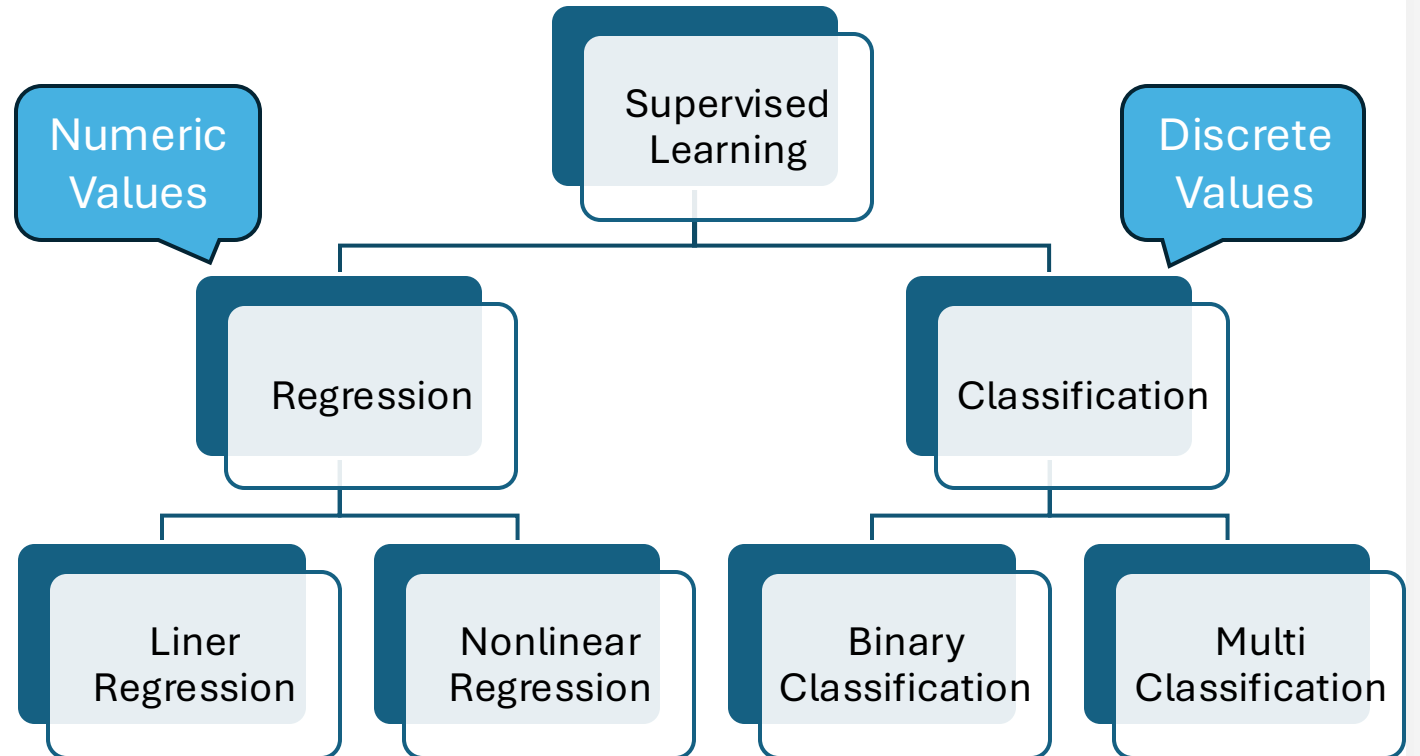 Supervised
Learning
Numeric
Values
Discrete
Values
Regression
Classification
Liner
Regression
Nonlinear
Regression
Binary
Classification
Multi
Classification